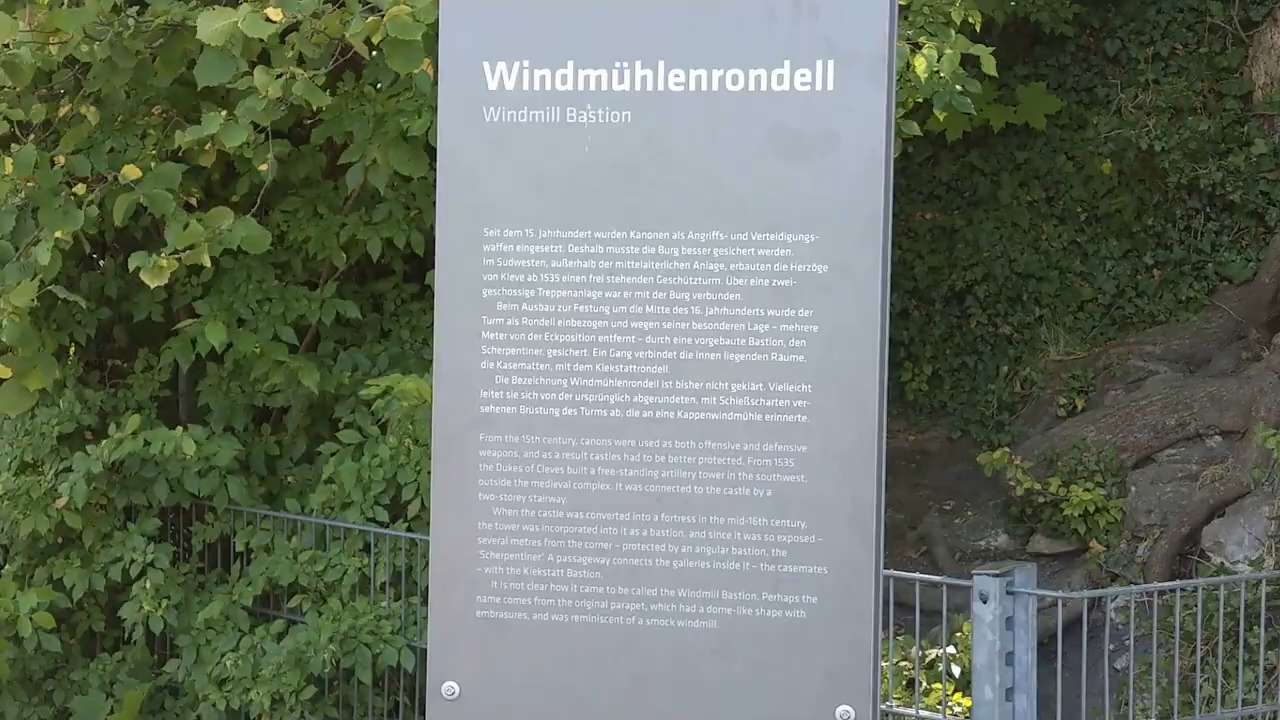 Windmühlenrondell
Windmill Bastion
Seit dem 15. Jahrhundert wurden Kanonen als Angriffs- und Verteidigungs-
waffen eingesetzt. Deshalb musste die Burg besser gesichert werden.
Im Südwesten, außerhalb der mittelalterlichen Anlage, erbauten die Herzöge
von Kleve ab 1535 einen frei stehenden Geschützturm. Über eine zwei-
geschossige Treppenanlage war er mit der Burg verbunden.
Beim Ausbau zur Festung um die Mitte des 16. Jahrhunderts wurde der
Turm als Rondell einbezogen und wegen seiner besonderen Lage – mehrere
Meter von der Eckposition entfernt – durch eine vorgebaute Bastion, den
Scherpentiner, gesichert. Ein Gang verbindet die innen liegenden Räume,
die Kasematten, mit dem Kiekstattrondell.
Die Bezeichnung Windmühlenrondell ist bisher nicht geklärt. Vielleicht
leitet sie sich von der ursprünglich abgerundeten, mit Schießscharten ver-
sehenen Brüstung des Turms ab, die an eine Kappenwindmühle erinnerte.
From the 15th century, canons were used as both offensive and defensive
weapons, and as a result castles had to be better protected. From 1535
the Dukes of Cleves built a free-standing artillery tower in the southwest,
outside the medieval complex. It was connected to the castle by a
two-storey stairway.
When the castle was converted into a fortress in the mid-16th century,
the tower was incorporated into it as a bastion, and since it was so exposed –
several metres from the corner – protected by an angular bastion, the
'Scherpentiner'. A passageway connects the galleries inside it – the casemates
– with the Kiekstatt Bastion.
It is not clear how it came to be called the Windmill Bastion. Perhaps the
name comes from the original parapet, which had a dome-like shape with
embrasures, and was reminiscent of a smock windmill.